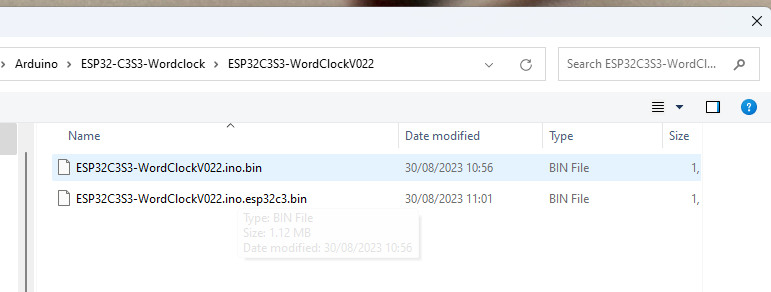 Arduino > ESP32-C3S3-Wordclock > ESP32C3S3-WordClockV022
Search ESP32C3S3-WordCl...
Name Date modified Type Size
ESP32C3S3-WordClockV022.ino.bin 30/08/2023 10:56 BIN File 1,
ESP32C3S3-WordClockV022.ino.esp32c3.bin 30/08/2023 11:01 BIN File 1,
Type: BIN File
Size: 1.12 MB
Date modified: 30/08/2023 10:56